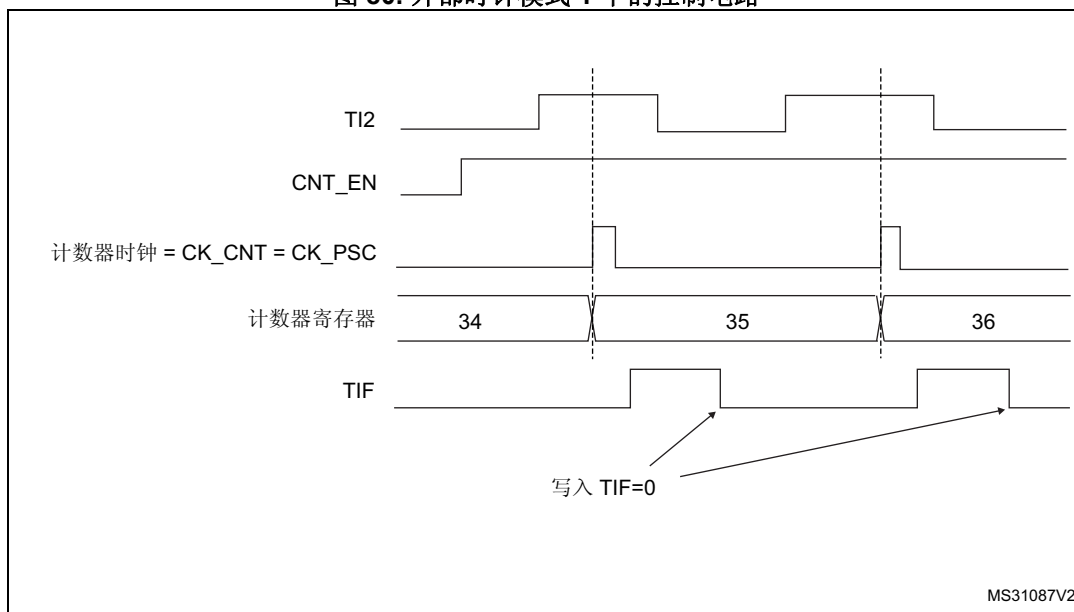 TI2
CNT_EN
计数器时钟 = CK_CNT = CK_PSC
计数器寄存器 34 35 36
TIF
写入 TIF=0
MS31087V2